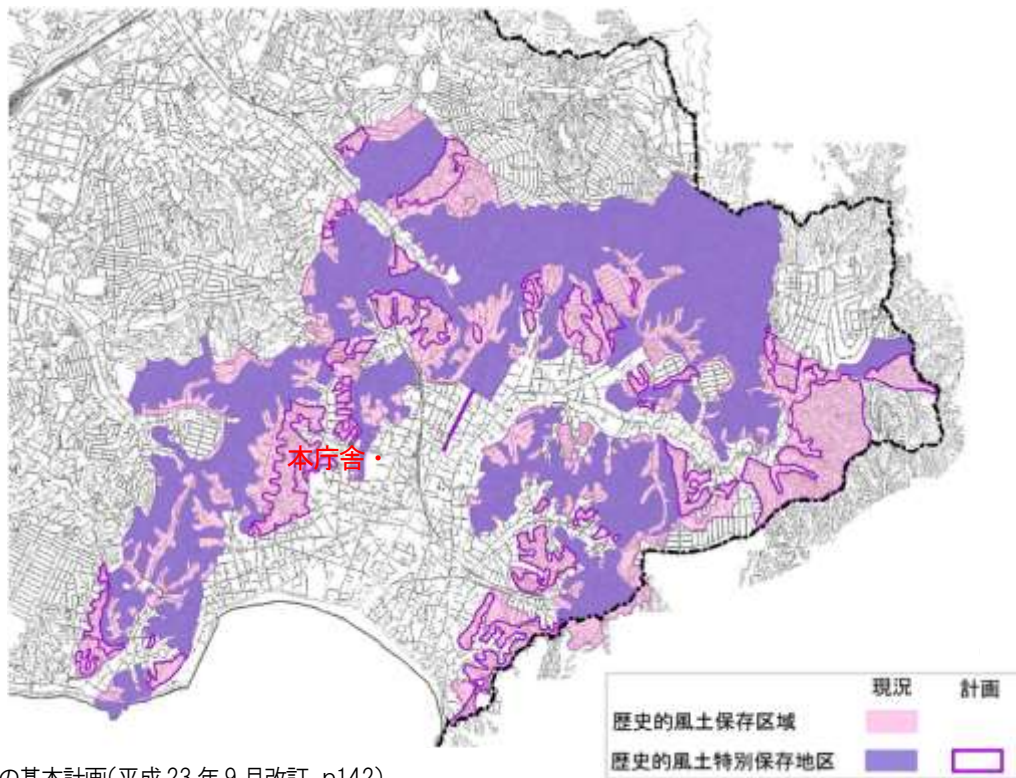 本庁舎・
現況 計画
歴史的風土保存区域
歴史的風土特別保存地区
の基本計画(平成 23 年 9 月改訂 p142)